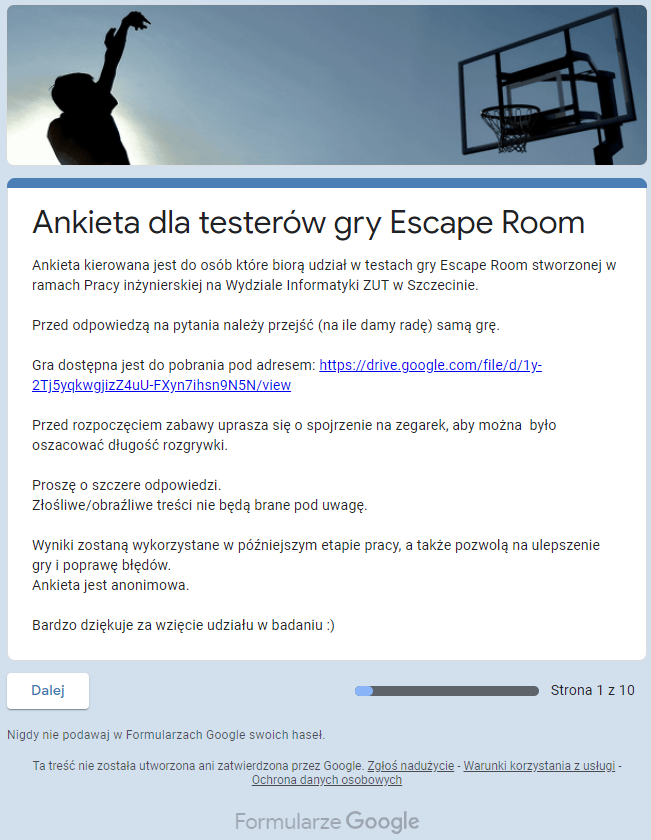 Ankieta dla testerów gry Escape Room
Ankieta kierowana jest do osób które biorą udział w testach gry Escape Room stworzonej w
ramach Pracy inżynierskiej na Wydziale Informatyki ZUT w Szczecinie.
Przed odpowiedzą na pytania należy przejść (na ile damy radę) samą grę.
Gra dostępna jest do pobrania pod adresem: https://drive.google.com/file/d/1y-
2Tj5yqkwgjizZ4uU-FXyn7ihsn9N5N/view
Przed rozpoczęciem zabawy uprasza się o spojrzenie na zegarek, aby można  było
oszacować długość rozgrywki.
Proszę o szczere odpowiedzi.
Złośliwe/obraźliwe treści nie będą brane pod uwagę.
Wyniki zostaną wykorzystane w późniejszym etapie pracy, a także pozwolą na ulepszenie
gry i poprawę błędów.
Ankieta jest anonimowa.
Bardzo dziękuje za wzięcie udziału w badaniu :)
Dalej
Strona 1 z 10
Nigdy nie podawaj w Formularzach Google swoich haseł.
Ta treść nie została utworzona ani zatwierdzona przez Google. Zgłoś nadużycie - Warunki korzystania z usługi -
Ochrona danych osobowych
Formularze Google